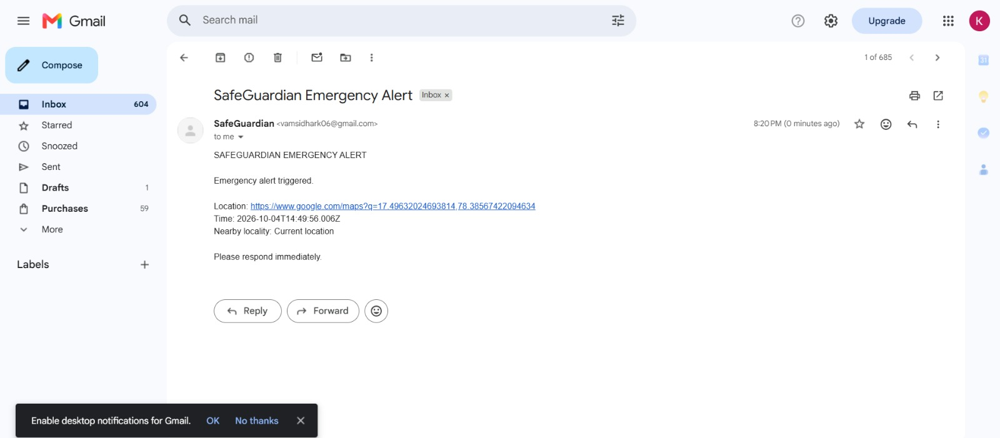 Gmail
Search mail
Upgrade
K
Compose
1 of 685
31
Inbox 604
Starred
Snoozed
Sent
Drafts 1
Purchases 59
More
Labels
SafeGuardian Emergency Alert Inbox ×
SafeGuardian <vamsidhark06@gmail.com> 8:20 PM (0 minutes ago)
to me
SAFEGUARDIAN EMERGENCY ALERT
Emergency alert triggered.
Location: https://www.google.com/maps?q=17.49632024693814,78.38567422094634
Time: 2026-10-04T14:49:56.006Z
Nearby locality: Current location
Please respond immediately.
Reply Forward
Enable desktop notifications for Gmail. OK No thanks